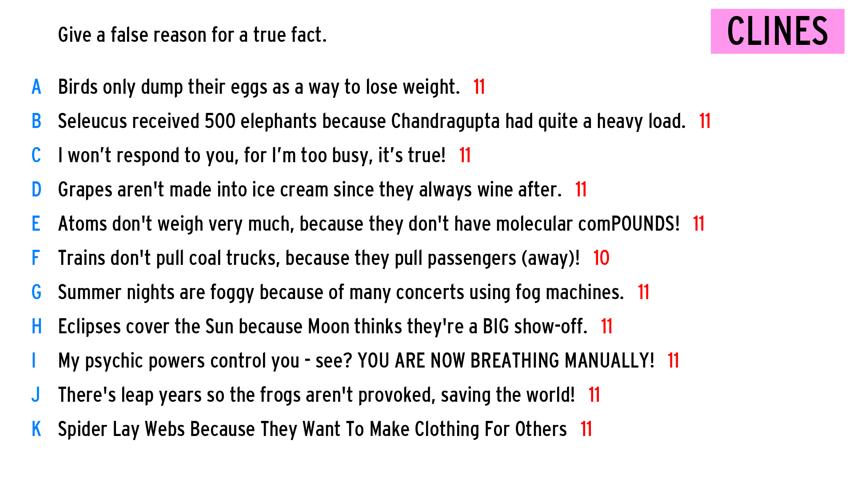 Give a false reason for a true fact.
CLINES
A Birds only dump their eggs as a way to lose weight. 11
B Seleucus received 500 elephants because Chandragupta had quite a heavy load. 11
C I won’t respond to you, for I’m too busy, it’s true! 11
D Grapes aren't made into ice cream since they always wine after. 11
E Atoms don't weigh very much, because they don't have molecular comPOUNDS! 11
F Trains don't pull coal trucks, because they pull passengers (away)! 10
G Summer nights are foggy because of many concerts using fog machines. 11
H Eclipses cover the Sun because Moon thinks they're a BIG show-off. 11
I My psychic powers control you - see? YOU ARE NOW BREATHING MANUALLY! 11
J There's leap years so the frogs aren't provoked, saving the world! 11
K Spider Lay Webs Because They Want To Make Clothing For Others 11